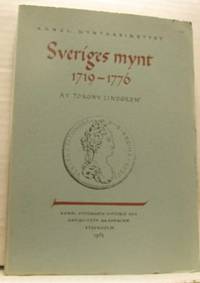 KUNGL. MYNTKABINETTET
Sveriges mynt
1719–1776
AV TORGNY LINDGREN
KUNGL. VITTERHETS HISTORIE OCH
ANTIKVITETS AKADEMIEN
STOCKHOLM